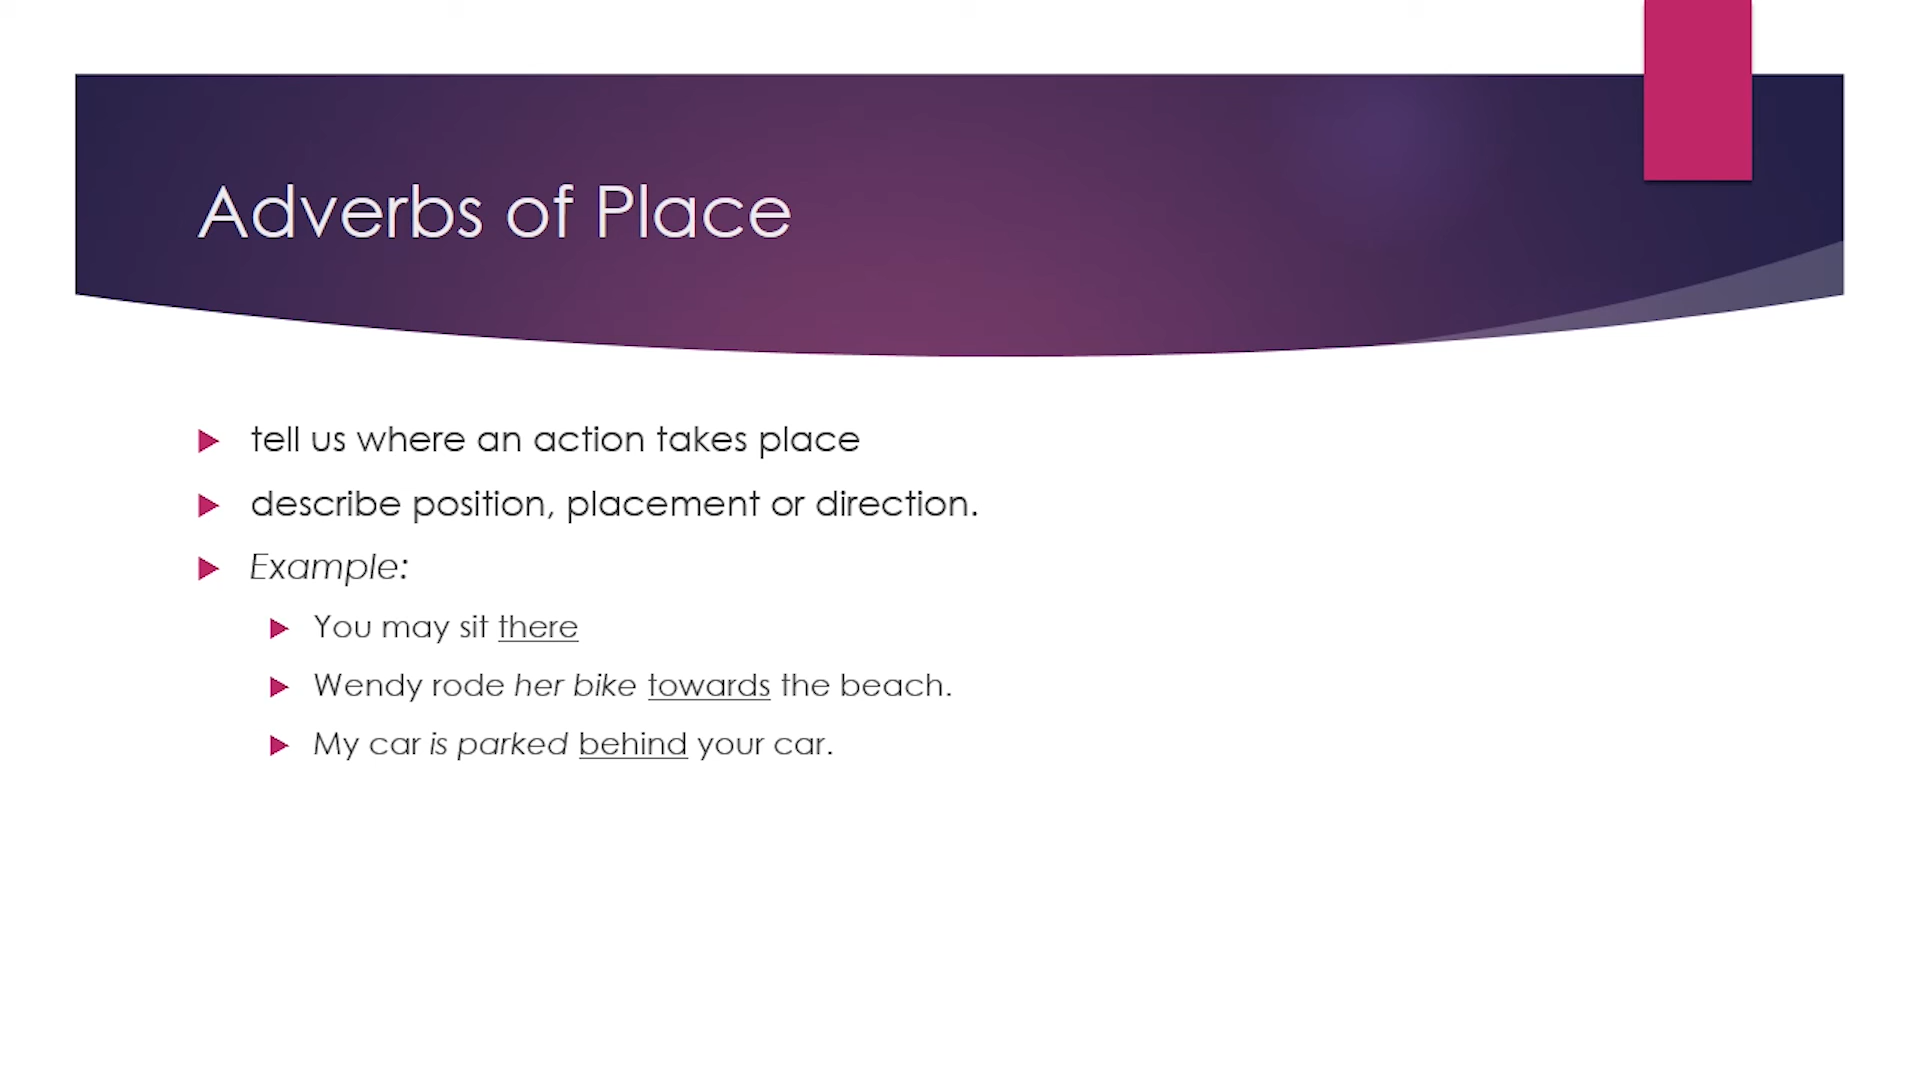 Adverbs of Place
tell us where an action takes place
describe position, placement or direction.
Example:
You may sit there
Wendy rode her bike towards the beach.
My car is parked behind your car.